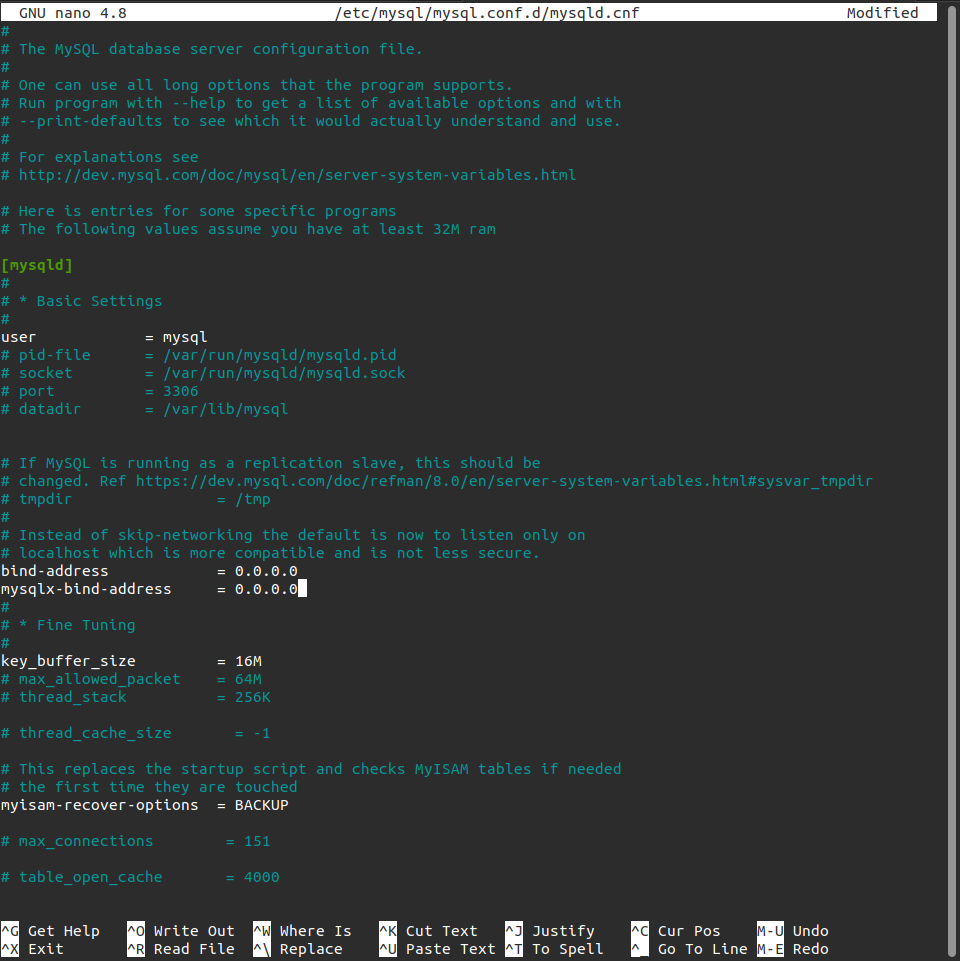 GNU nano 4.8 /etc/mysql/mysql.conf.d/mysqld.cnf Modified
#
# The MySQL database server configuration file.
#
# One can use all long options that the program supports.
# Run program with --help to get a list of available options and with
# --print-defaults to see which it would actually understand and use.
#
# For explanations see
# http://dev.mysql.com/doc/mysql/en/server-system-variables.html
# Here is entries for some specific programs
# The following values assume you have at least 32M ram
[mysqld]
#
# * Basic Settings
#
user = mysql
# pid-file = /var/run/mysqld/mysqld.pid
# socket = /var/run/mysqld/mysqld.sock
# port = 3306
# datadir = /var/lib/mysql
# If MySQL is running as a replication slave, this should be
# changed. Ref https://dev.mysql.com/doc/refman/8.0/en/server-system-variables.html#sysvar_tmpdir
# tmpdir = /tmp
#
# Instead of skip-networking the default is now to listen only on
# localhost which is more compatible and is not less secure.
bind-address = 0.0.0.0
mysqlx-bind-address = 0.0.0.0
#
# * Fine Tuning
#
key_buffer_size = 16M
# max_allowed_packet = 64M
# thread_stack = 256K
# thread_cache_size = -1
# This replaces the startup script and checks MyISAM tables if needed
# the first time they are touched
myisam-recover-options = BACKUP
# max_connections = 151
# table_open_cache = 4000
^G Get Help ^O Write Out ^W Where Is ^K Cut Text ^J Justify ^C Cur Pos M-U Undo
^X Exit ^R Read File ^\ Replace ^U Paste Text ^T To Spell ^_ Go To Line M-E Redo